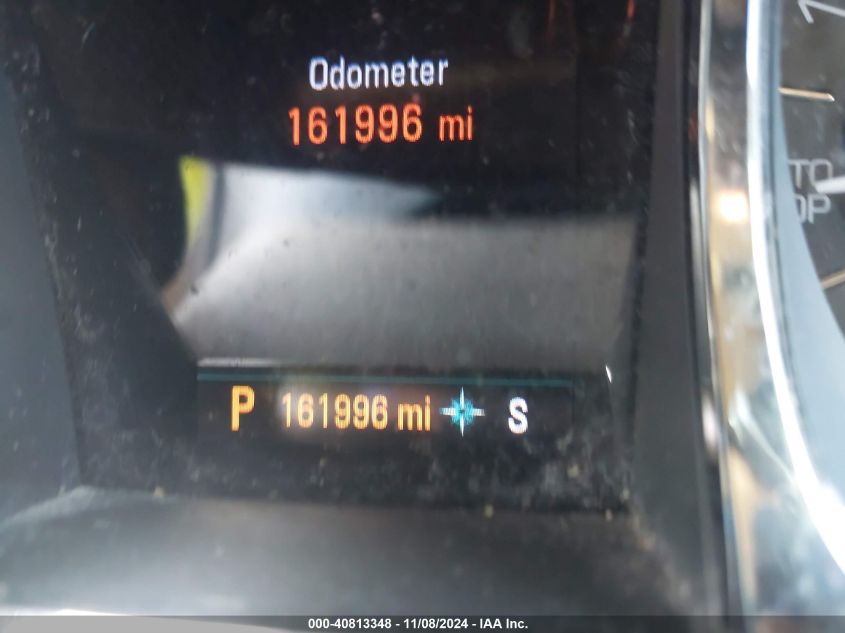 Odometer
161996 mi
P 161996 mi S
000-40813348 - 11/08/2024 - IAA Inc.